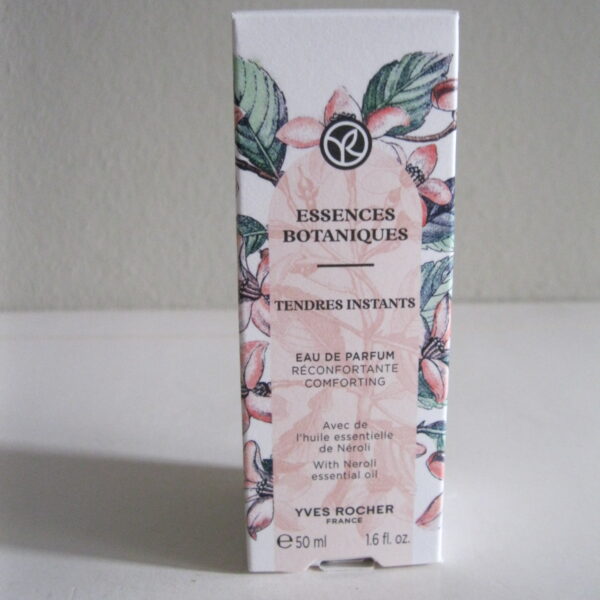 ESSENCES
BOTANIQUES
TENDRES INSTANTS
EAU DE PARFUM
RÉCONFORTANTE
COMFORTING
Avec de
l'huile essentielle
de Néroli
With Neroli
essential oil
YVES ROCHER
FRANCE
℮ 50 ml 1.6 fl. oz.